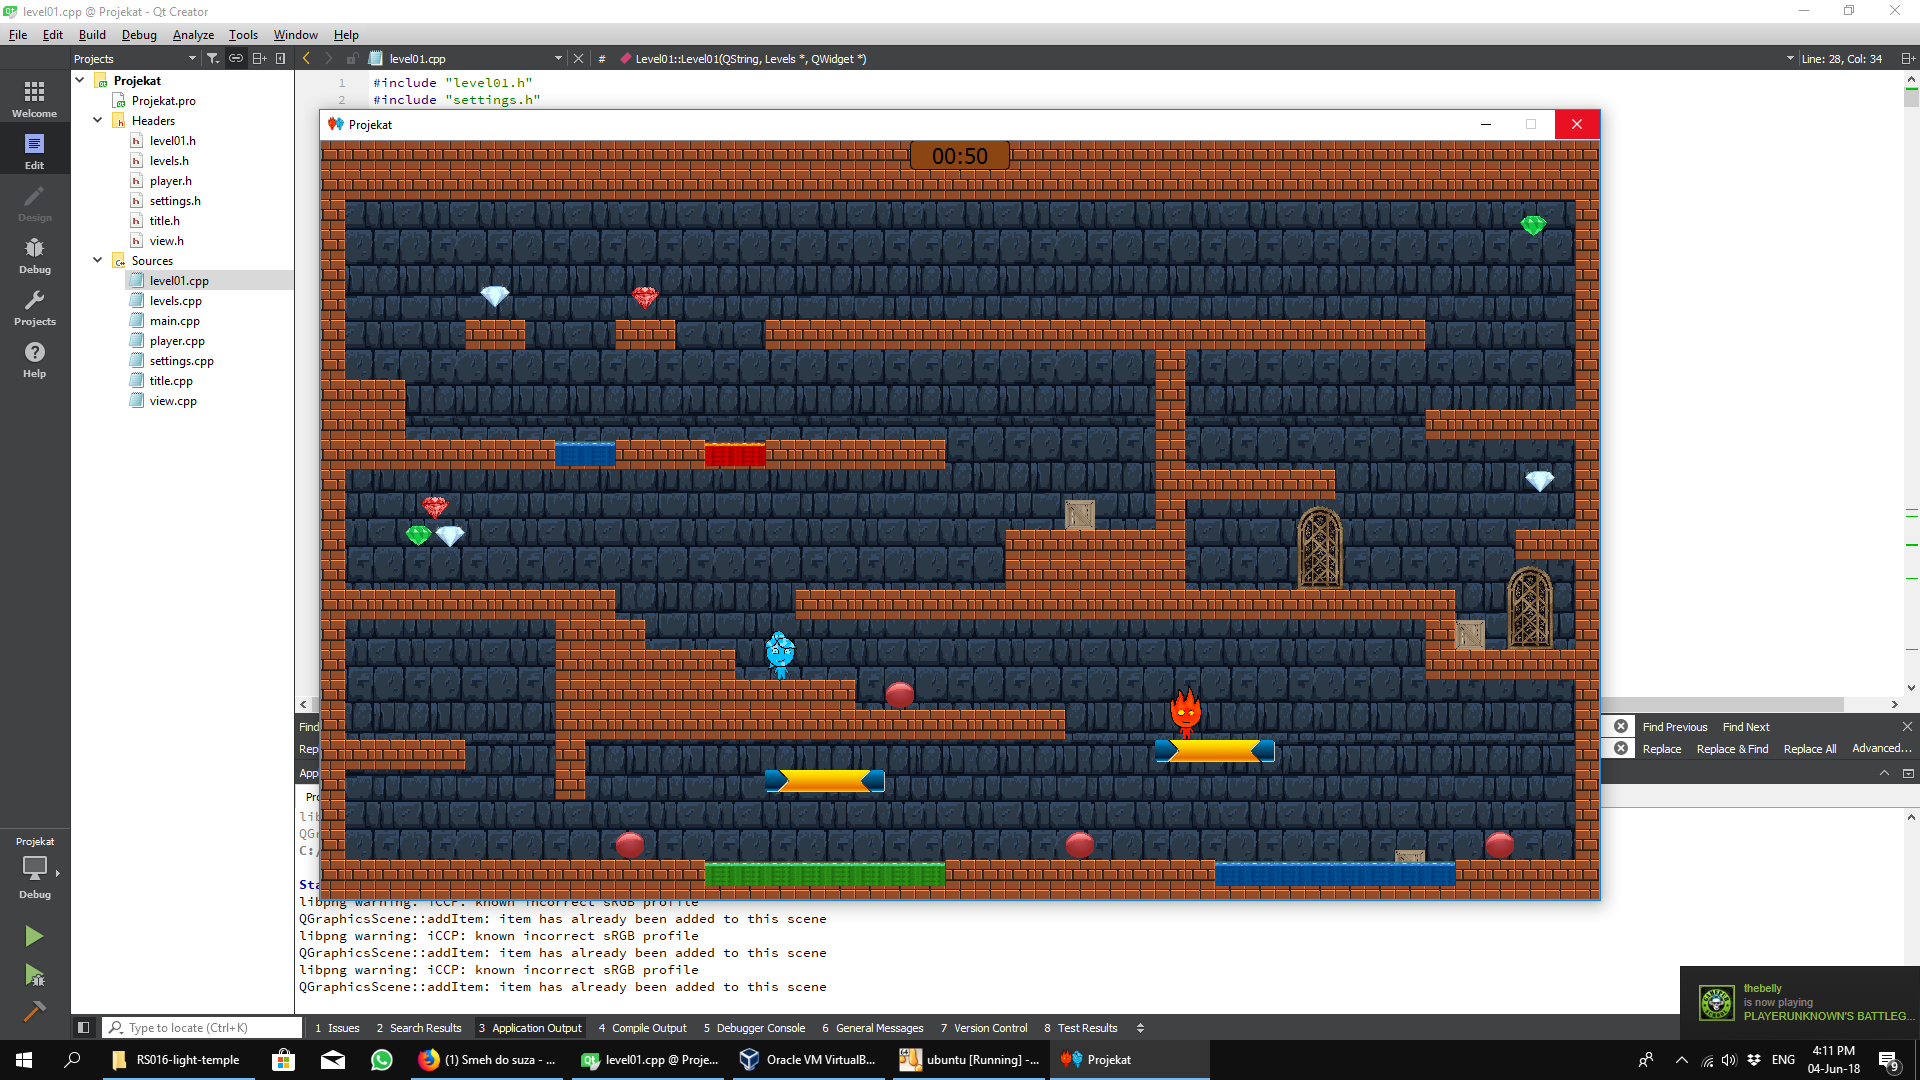 level01.cpp @ Projekat - Qt Creator
File Edit Build Debug Analyze Tools Window Help
Projects
level01.cpp
# Level01::Level01(QString, Levels *, QWidget *)
Line: 28, Col: 34
Welcome
Edit
Design
Debug
Projects
Help
Projekat
Projekat.pro
Headers
level01.h
levels.h
player.h
settings.h
title.h
view.h
Sources
level01.cpp
levels.cpp
main.cpp
player.cpp
settings.cpp
title.cpp
view.cpp
1 #include "level01.h"
2 #include "settings.h"
Projekat
00:50
Find
Find Previous Find Next
Rep
Replace Replace & Find Replace All Advanced...
App
Projekat
Debug
C:/
libpng warning: iCCP: known incorrect sRGB profile
QGraphicsScene::addItem: item has already been added to this scene
libpng warning: iCCP: known incorrect sRGB profile
QGraphicsScene::addItem: item has already been added to this scene
libpng warning: iCCP: known incorrect sRGB profile
QGraphicsScene::addItem: item has already been added to this scene
thebelly
is now playing
PLAYERUNKNOWN'S BATTLEG...
Type to locate (Ctrl+K)
1 Issues 2 Search Results 3 Application Output 4 Compile Output 5 Debugger Console 6 General Messages 7 Version Control 8 Test Results
RS016-light-temple
(1) Smeh do suza - ...
level01.cpp @ Proje...
Oracle VM VirtualB...
ubuntu [Running] -...
Projekat
ENG
4:11 PM
04-Jun-18
9